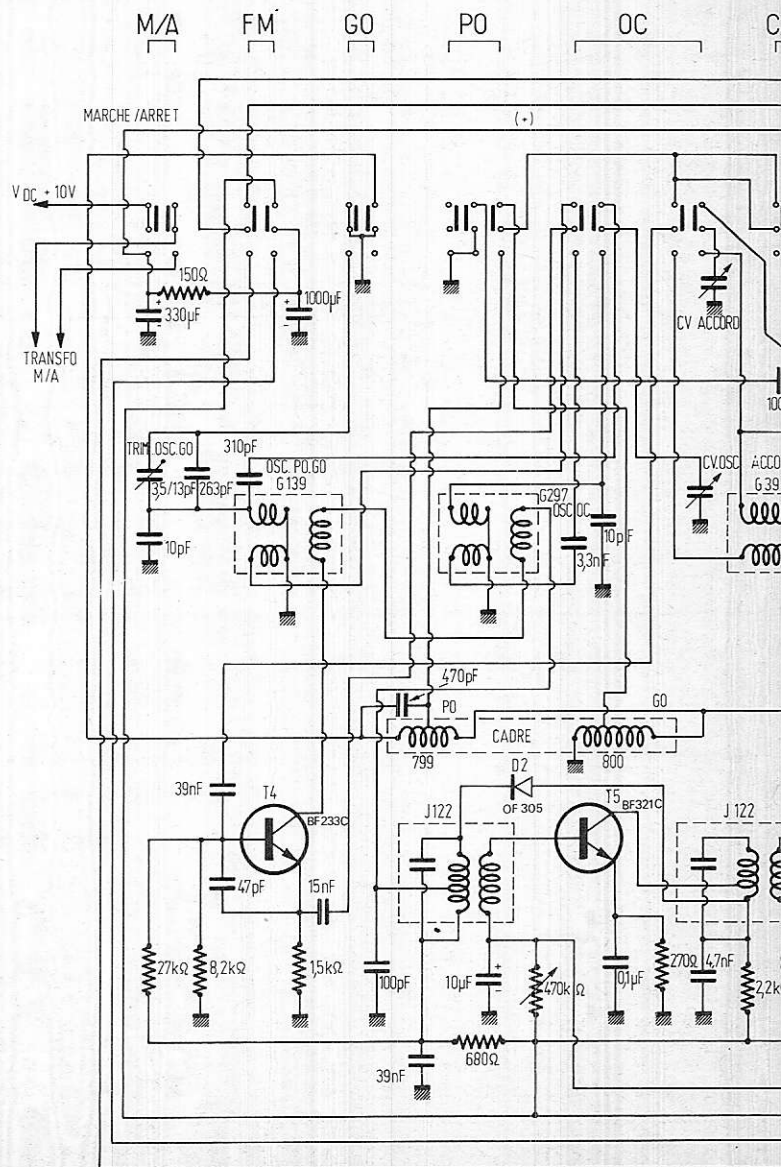 M/A FM GO PO OC
MARCHE/ARRET (+)
V DC + 10V
150Ω
330µF 1000µF
TRANSFO
M/A
CV ACCORD
TRIM.OSC.GO
3,5/13pF 263pF
310pF
OSC. PO.GO
G139
10pF
G297
OSC OC
10pF
3,3nF
CV.OSC
470pF
PO GO
CADRE
799 800
39nF
T4
BF233C
47pF
15nF
D2
OF 305
T5
BF321C
J122 J122
27kΩ 8,2kΩ 1,5kΩ
100pF 10µF 470kΩ 0,1µF 270Ω 4,7nF
39nF 680Ω